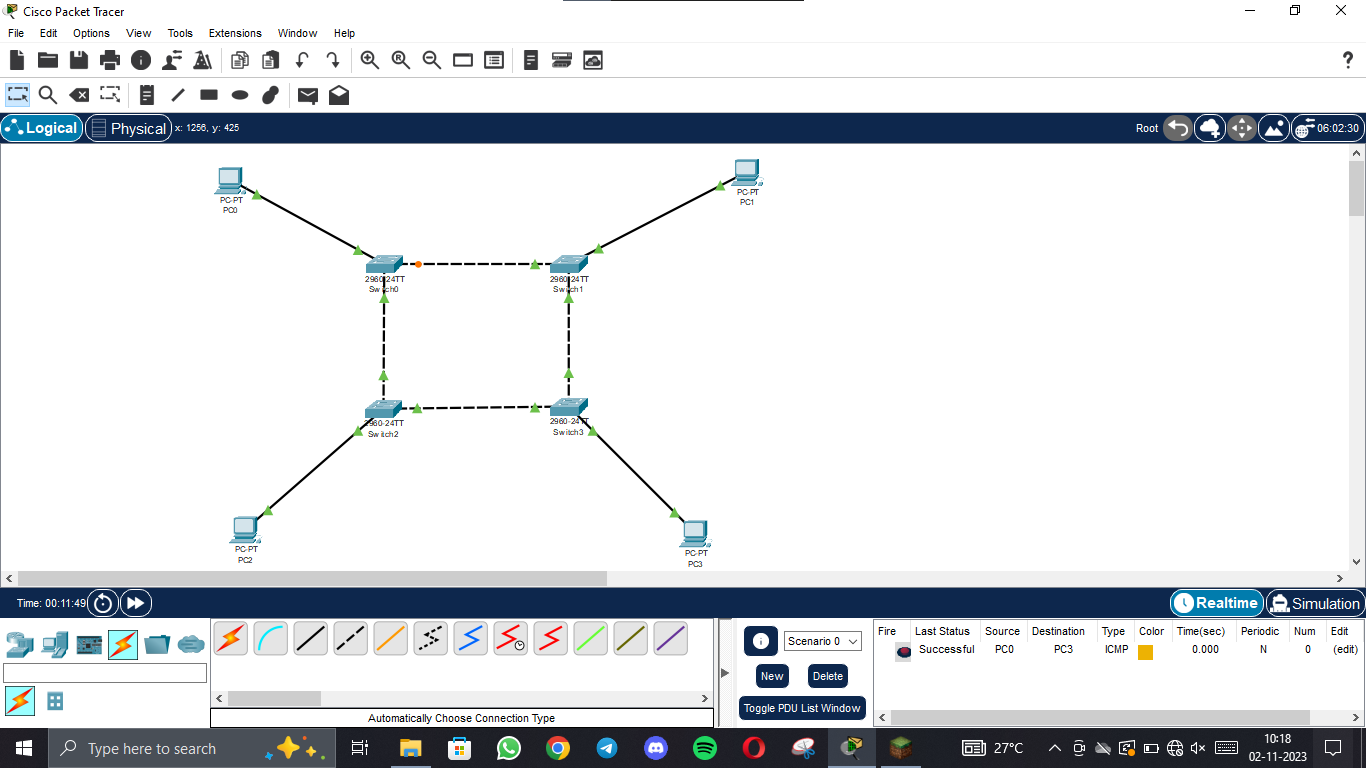 Cisco Packet Tracer
File Edit Options View Tools Extensions Window Help
Logical Physical x: 1256, y: 425 Root 06:02:30
PC-PT
PC0
PC-PT
PC1
2960-24TT
Switch0
2960-24TT
Switch1
2960-24TT
Switch2
2960-24TT
Switch3
PC-PT
PC2
PC-PT
PC3
Time: 00:11:49 Realtime Simulation
Scenario 0
New Delete
Toggle PDU List Window
Fire Last Status Source Destination Type Color Time(sec) Periodic Num Edit
Successful PC0 PC3 ICMP 0.000 N 0 (edit)
Automatically Choose Connection Type
Type here to search
27°C
10:18
02-11-2023